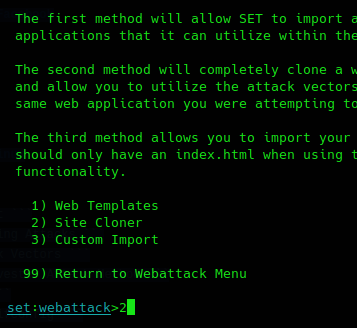 The first method will allow SET to import a
applications that it can utilize within the
The second method will completely clone a w
and allow you to utilize the attack vectors
same web application you were attempting to
The third method allows you to import your
should only have an index.html when using t
functionality.
1) Web Templates
2) Site Cloner
3) Custom Import
99) Return to Webattack Menu
set:webattack>2